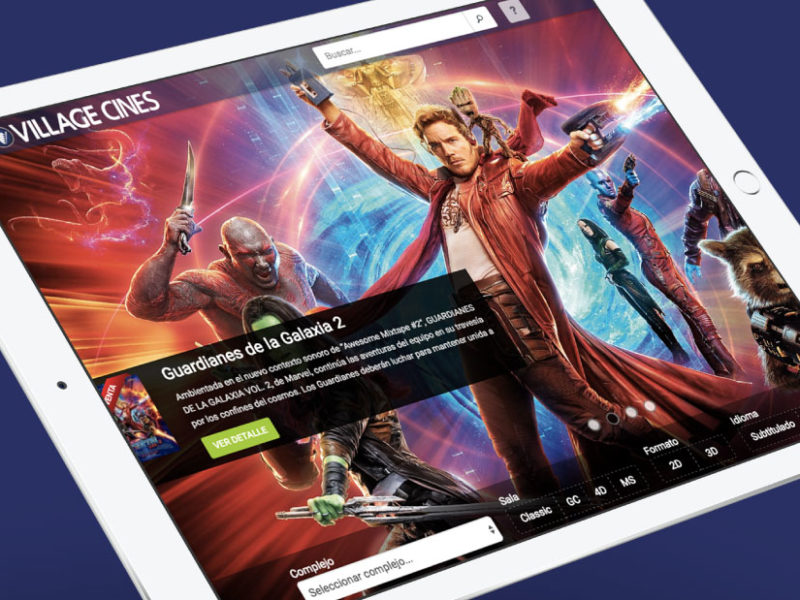 Buscar...
?
VILLAGE CINES
Guardianes de la Galaxia 2
Ambientada en el nuevo contexto sonoro de "Awesome Mixtape #2", GUARDIANES
DE LA GALAXIA VOL. 2, de Marvel, continúa las aventuras del equipo en su travesía
por los confines del cosmos. Los Guardianes deberán luchar para mantener unida a
VER DETALLE
Complejo
Seleccionar complejo...
Sala
Classic GC 4D MS
Formato
2D 3D
Idioma
Subtitulado